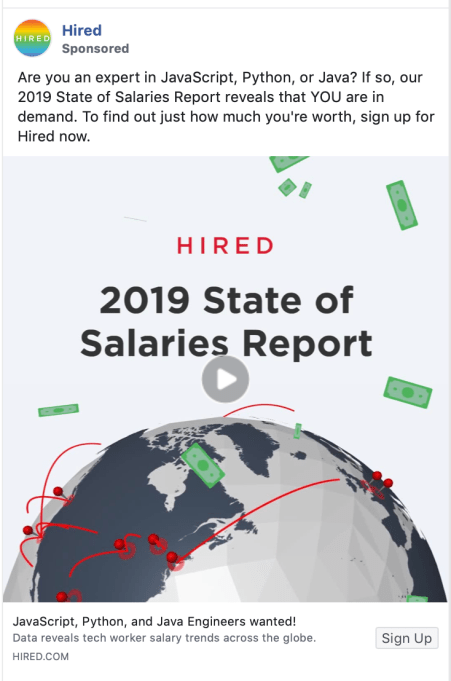 HIRED
Hired
Sponsored
Are you an expert in JavaScript, Python, or Java? If so, our
2019 State of Salaries Report reveals that YOU are in
demand. To find out just how much you're worth, sign up for
Hired now.
HIRED
2019 State of
Salaries Report
JavaScript, Python, and Java Engineers wanted!
Data reveals tech worker salary trends across the globe.
Sign Up
HIRED.COM